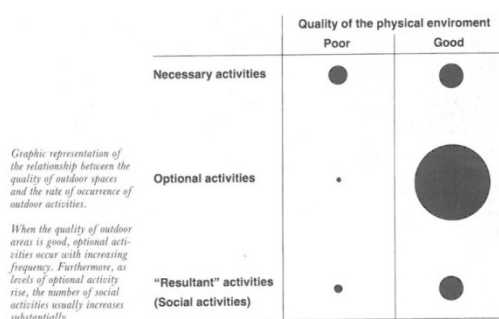 Quality of the physical enviroment
Poor
Good
Necessary activities
Optional activities
"Resultant" activities
(Social activities)
Graphic representation of
the relationship between the
quality of outdoor spaces
and the rate of occurrence of
outdoor activities.
When the quality of outdoor
areas is good, optional acti-
vities occur with increasing
frequency. Furthermore, as
levels of optional activity
rise, the number of social
activities usually increases
substantially